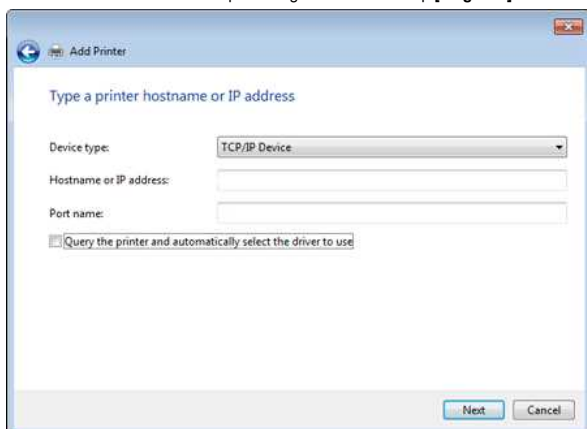 Add Printer
Type a printer hostname or IP address
Device type:
TCP/IP Device
Hostname or IP address:
Port name:
Query the printer and automatically select the driver to use
Next
Cancel